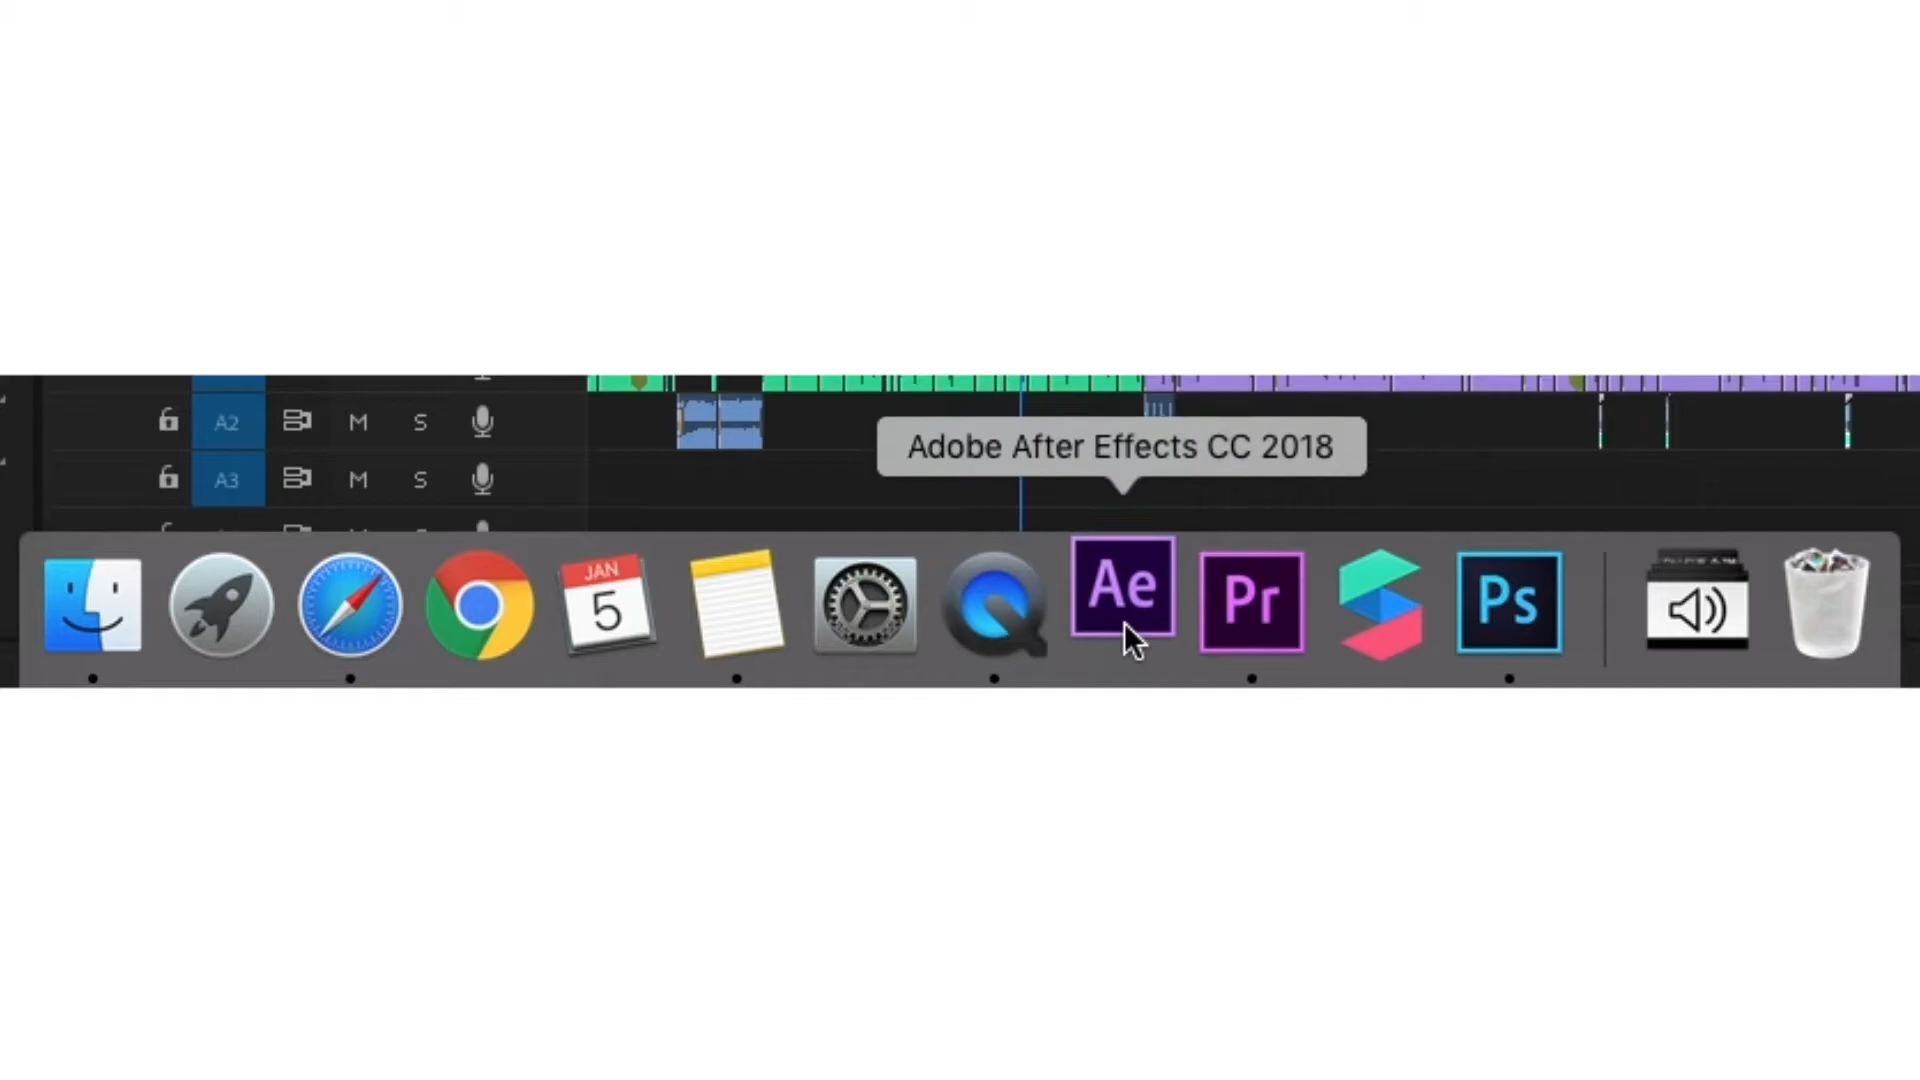 A2 M S
Adobe After Effects CC 2018
A3 M S
JAN
5
Ae
Pr
Ps